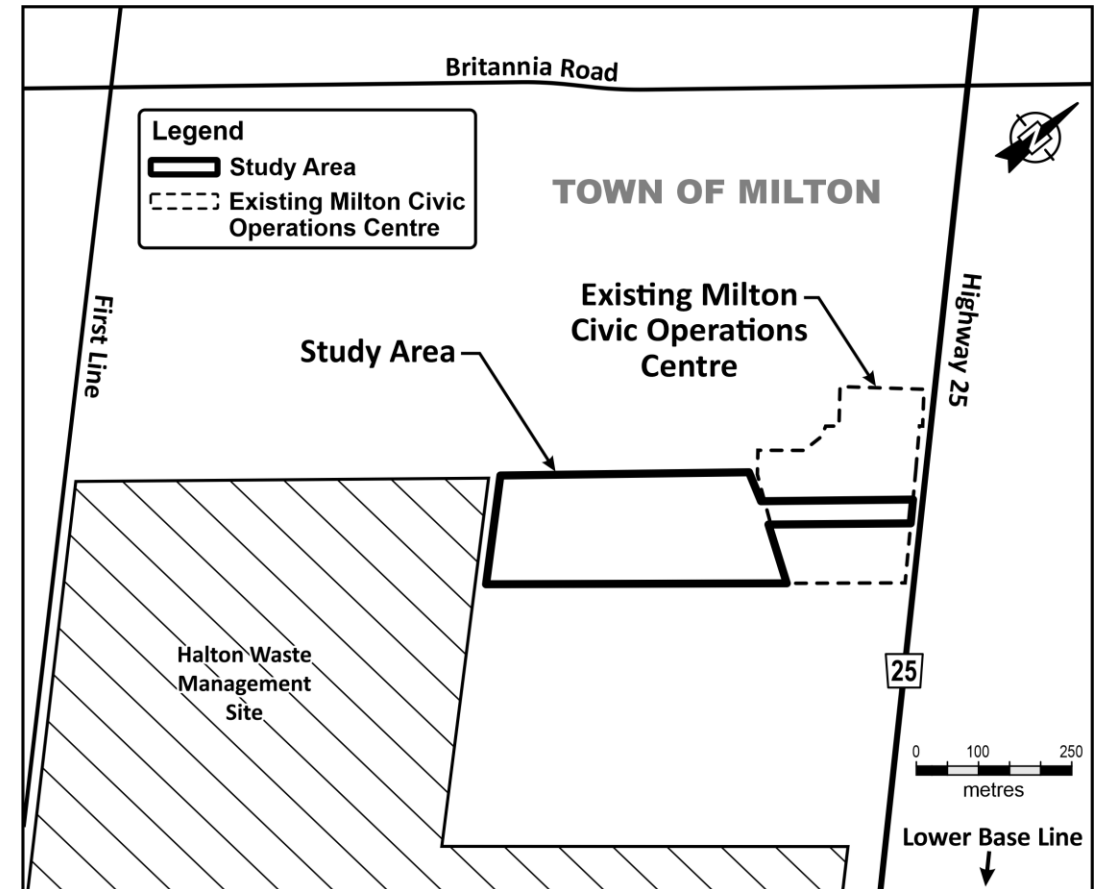 Britannia Road
Legend
Study Area
Existing Milton Civic
Operations Centre
N
TOWN OF MILTON
First Line
Highway 25
Existing Milton
Civic Operations
Centre
Study Area
Halton Waste
Management
Site
25
0 100 250
metres
Lower Base Line